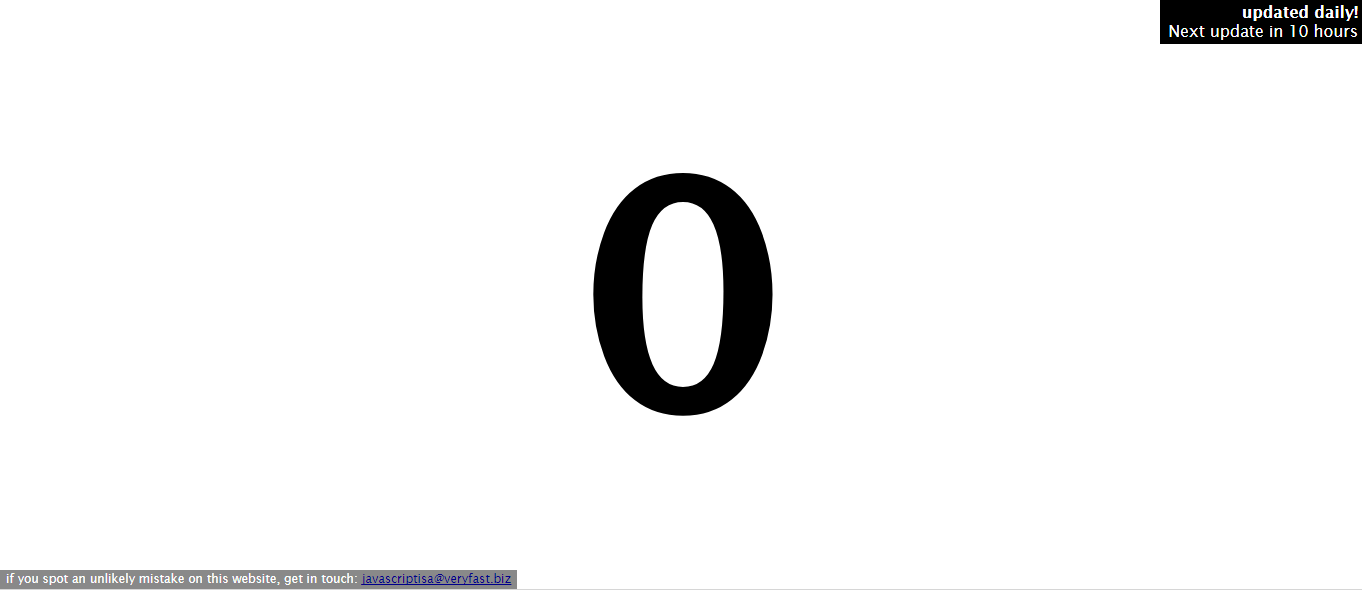 updated daily!
Next update in 10 hours
0
if you spot an unlikely mistake on this website, get in touch: javascriptisa@veryfast.biz